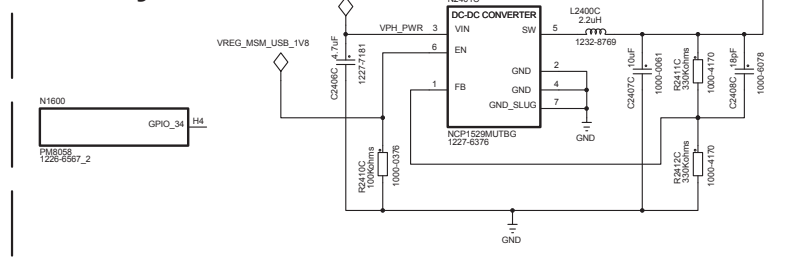 DC-DC CONVERTER
VPH_PWR 3 VIN SW 5
L2400C
2.2uH
1232-8769
VREG_MSM_USB_1V8
6 EN
1 FB
GND 2
GND 4
GND_SLUG 7
GND
NCP1529MUTBG
1227-6376
C2406C 4.7uF
1227-7181
R2410C
100Kohms
1000-0376
C2407C 10uF
1000-0061
R2411C
330Kohms
1000-4170
C2408C 18pF
1000-6078
R2412C
330Kohms
1000-4170
N1600
GPIO_34 H4
PM8058
1226-6567_2
GND